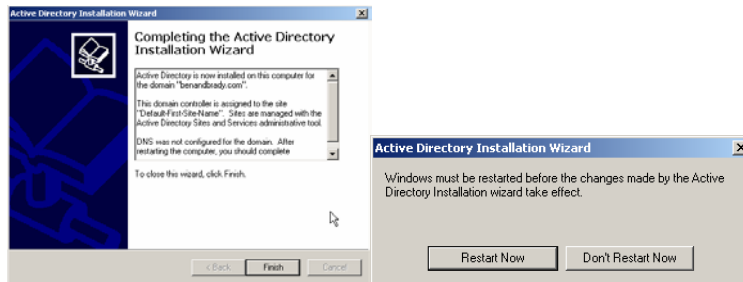 Active Directory Installation Wizard
Completing the Active Directory
Installation Wizard
Active Directory is now installed on this computer for
the domain "benandbrady.com".
This domain controller is assigned to the site
"Default-First-Site-Name". Sites are managed with the
Active Directory Sites and Services administrative tool.
DNS was not configured for the domain. After
restarting the computer, you should complete
To close this wizard, click Finish.
< Back
Finish
Cancel
Active Directory Installation Wizard
Windows must be restarted before the changes made by the Active
Directory Installation wizard take effect.
Restart Now
Don't Restart Now